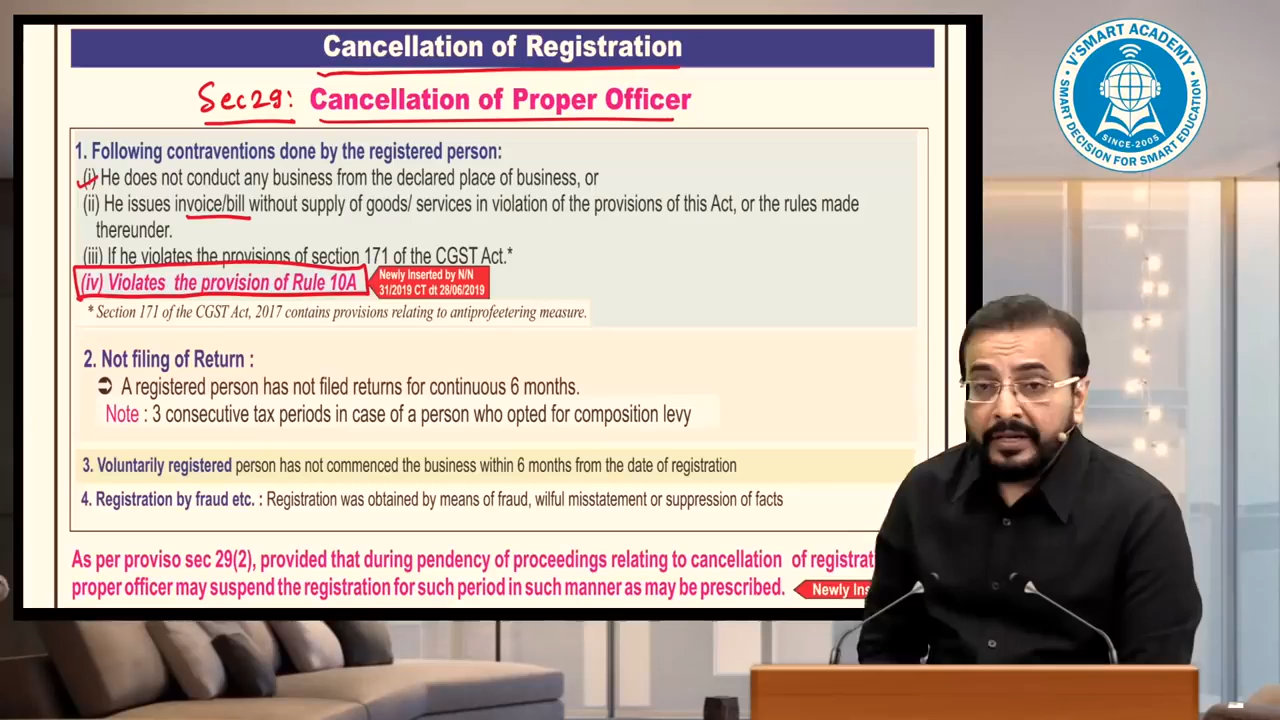 Cancellation of Registration
Sec 29: Cancellation of Proper Officer
1. Following contraventions done by the registered person:
(i) He does not conduct any business from the declared place of business, or
(ii) He issues invoice/bill without supply of goods/ services in violation of the provisions of this Act, or the rules made
thereunder.
(iii) If he violates the provisions of section 171 of the CGST Act.*
(iv) Violates the provision of Rule 10A
Newly Inserted by N/N
31/2019 CT dt 28/06/2019
* Section 171 of the CGST Act, 2017 contains provisions relating to antiprofeetering measure.
2. Not filing of Return :
➲ A registered person has not filed returns for continuous 6 months.
Note : 3 consecutive tax periods in case of a person who opted for composition levy
3. Voluntarily registered person has not commenced the business within 6 months from the date of registration
4. Registration by fraud etc. : Registration was obtained by means of fraud, wilful misstatement or suppression of facts
As per proviso sec 29(2), provided that during pendency of proceedings relating to cancellation of registrati
proper officer may suspend the registration for such period in such manner as may be prescribed.
Newly Ins
V'SMART ACADEMY
SINCE-2005
SMART DECISION FOR SMART EDUCATION